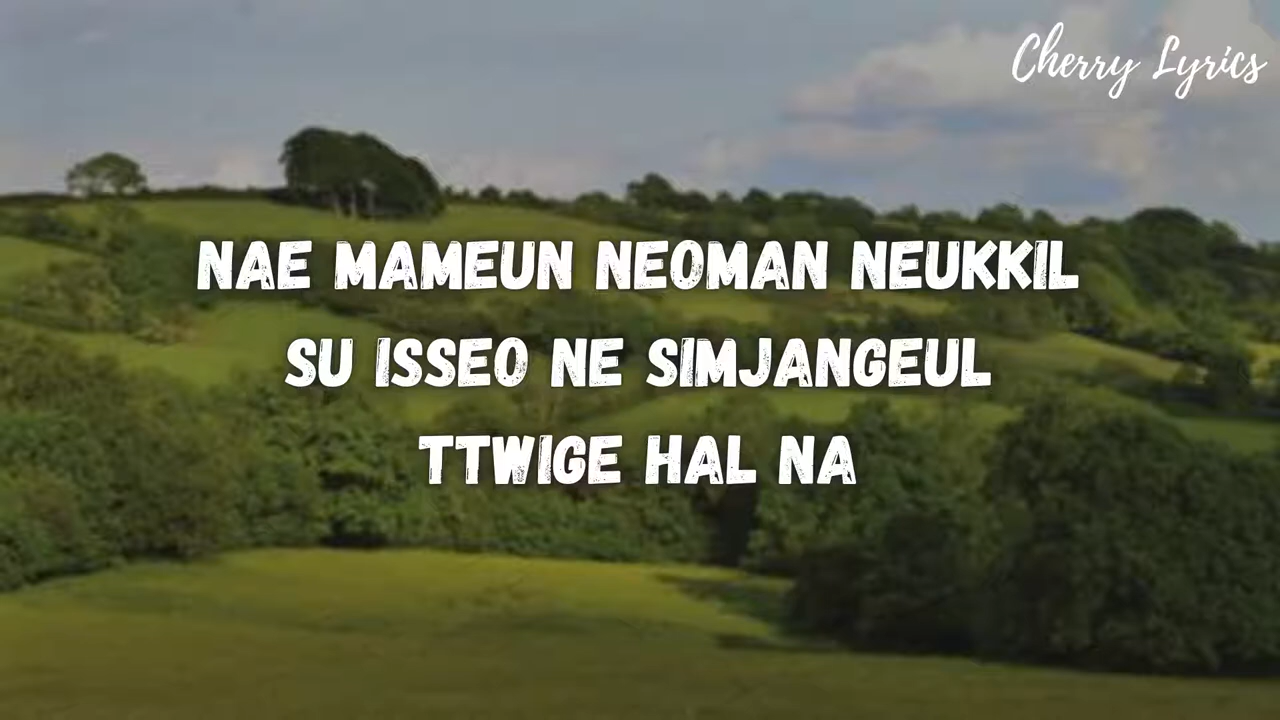 Cherry Lyrics
NAE MAMEUN NEOMAN NEUKKIL
SU ISSEO NE SIMJANGEUL
TTWIGE HAL NA